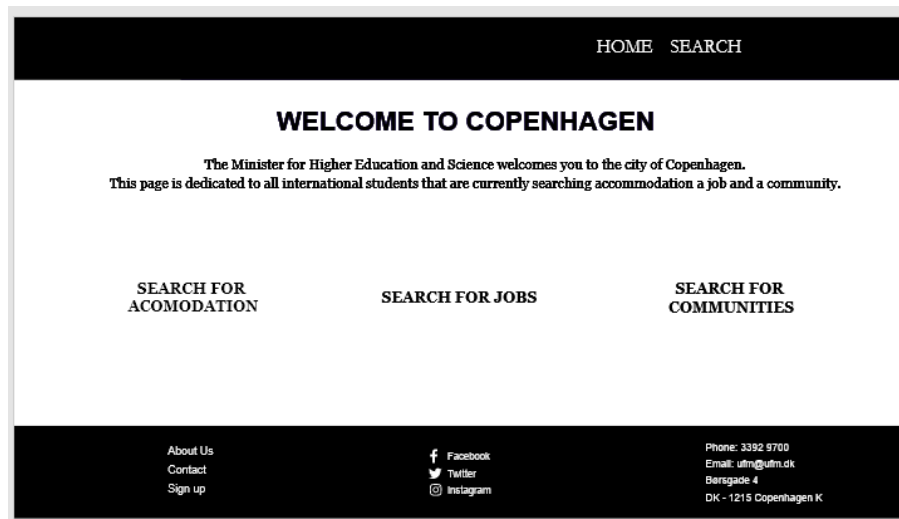 HOME SEARCH
WELCOME TO COPENHAGEN
The Minister for Higher Education and Science welcomes you to the city of Copenhagen.
This page is dedicated to all international students that are currently searching accommodation a job and a community.
SEARCH FOR
ACOMODATION
SEARCH FOR JOBS
SEARCH FOR
COMMUNITIES
About Us
Contact
Sign up
Facebook
Twitter
Instagram
Phone: 3392 9700
Email: ufm@ufm.dk
Børsgade 4
DK - 1215 Copenhagen K